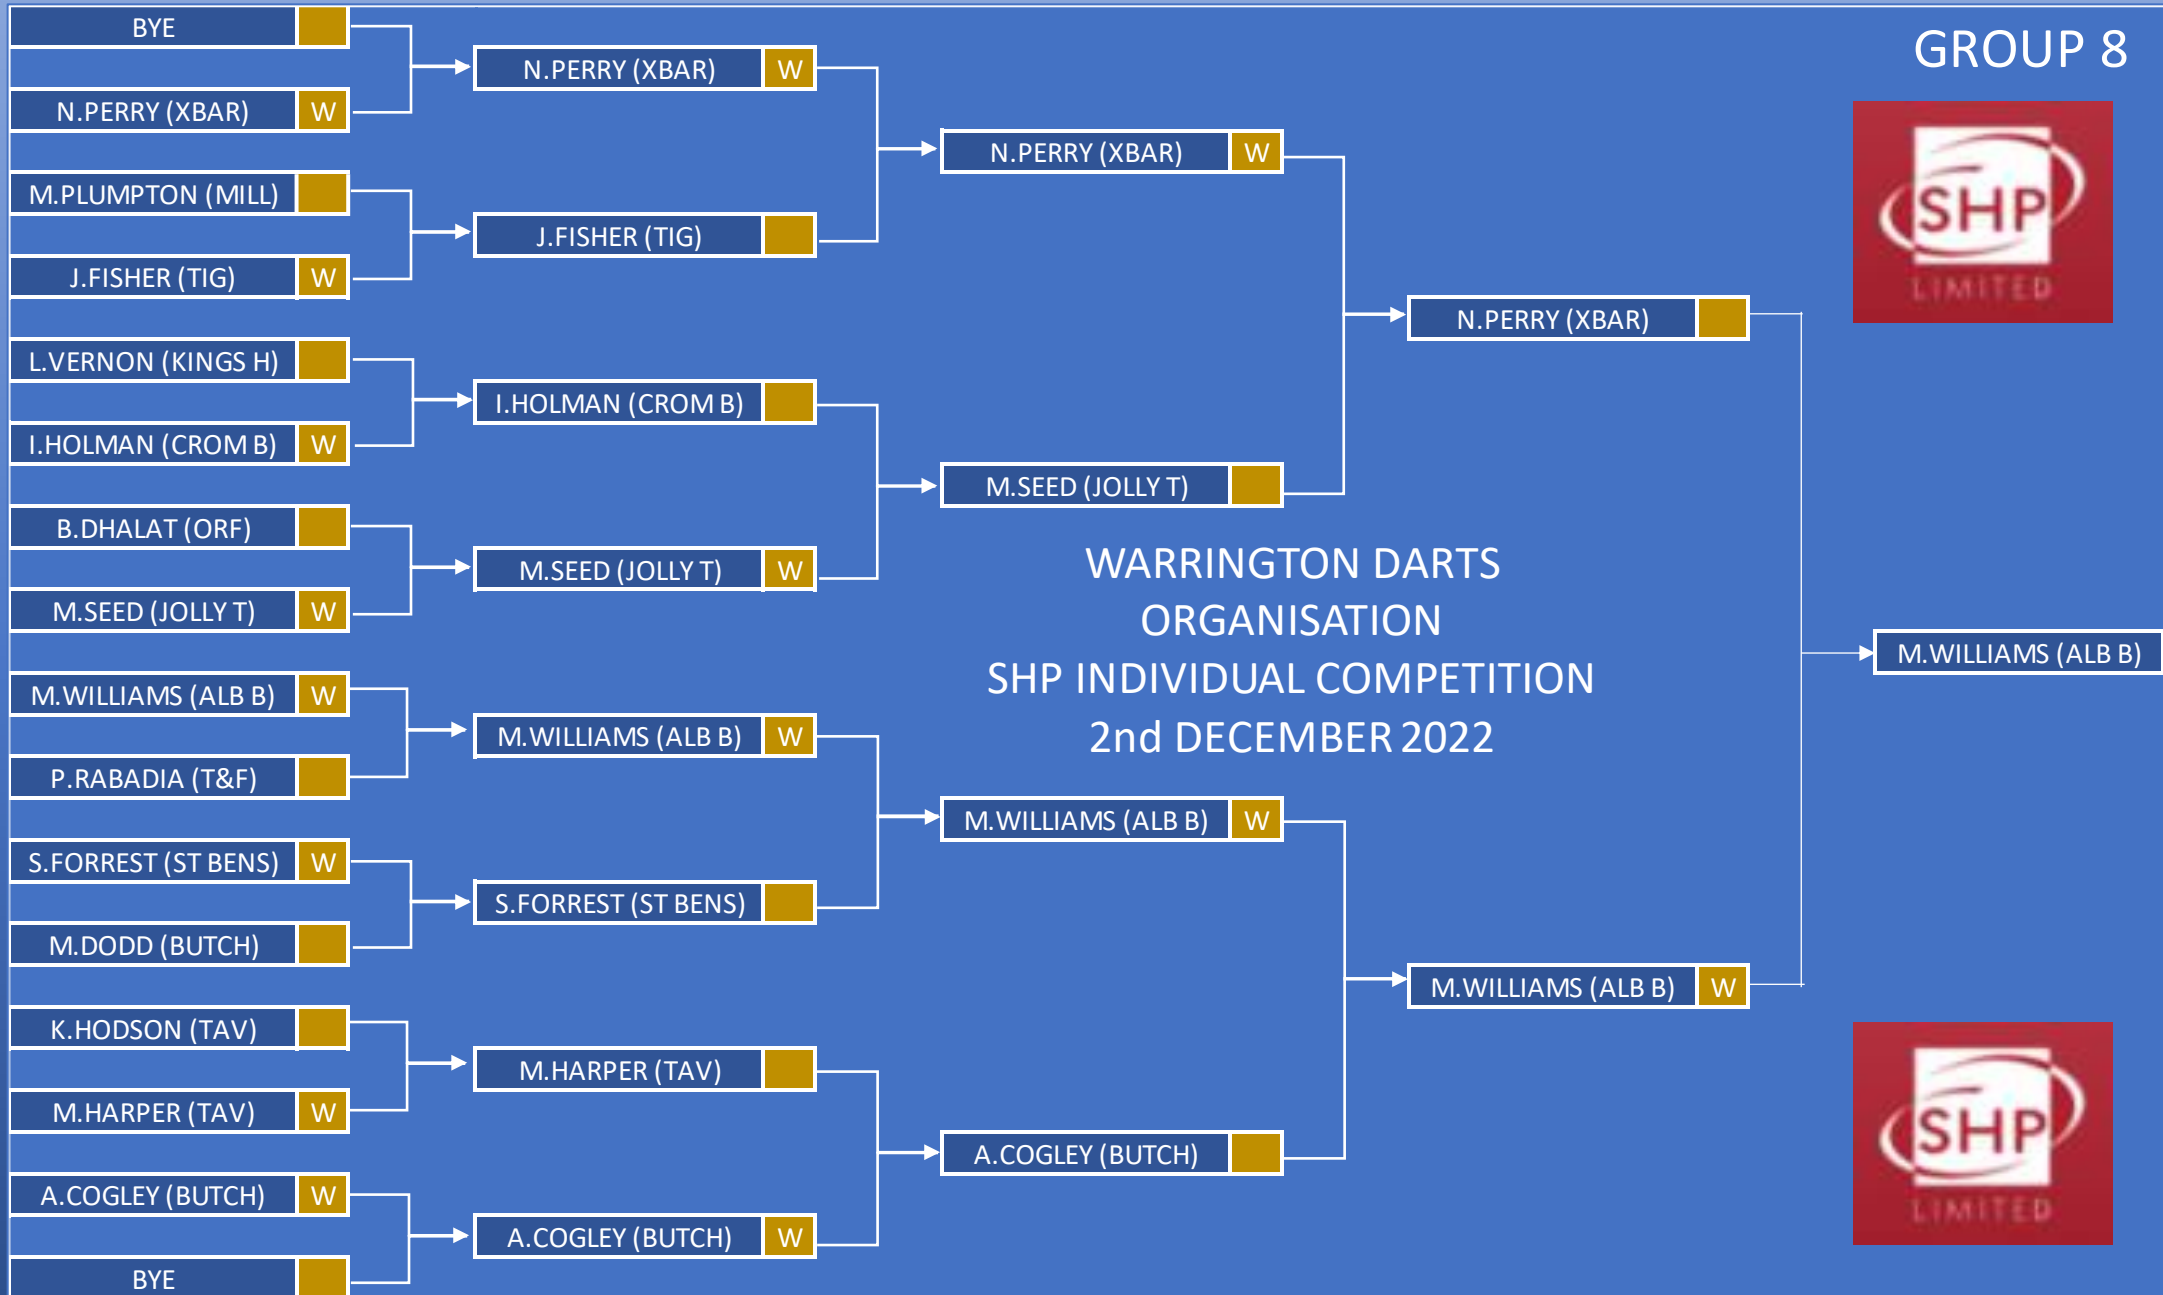 GROUP 8
SHP
LIMITED
BYE
N.PERRY (XBAR) W
M.PLUMPTON (MILL)
J.FISHER (TIG) W
L.VERNON (KINGS H)
I.HOLMAN (CROM B) W
B.DHALAT (ORF)
M.SEED (JOLLY T) W
M.WILLIAMS (ALB B) W
P.RABADIA (T&F)
S.FORREST (ST BENS) W
M.DODD (BUTCH)
K.HODSON (TAV)
M.HARPER (TAV) W
A.COGLEY (BUTCH) W
BYE
N.PERRY (XBAR) W
J.FISHER (TIG)
I.HOLMAN (CROM B)
M.SEED (JOLLY T) W
M.WILLIAMS (ALB B) W
S.FORREST (ST BENS)
M.HARPER (TAV)
A.COGLEY (BUTCH) W
N.PERRY (XBAR) W
M.SEED (JOLLY T)
WARRINGTON DARTS
ORGANISATION
SHP INDIVIDUAL COMPETITION
2nd DECEMBER 2022
M.WILLIAMS (ALB B) W
A.COGLEY (BUTCH)
N.PERRY (XBAR)
M.WILLIAMS (ALB B) W
M.WILLIAMS (ALB B)
SHP
LIMITED